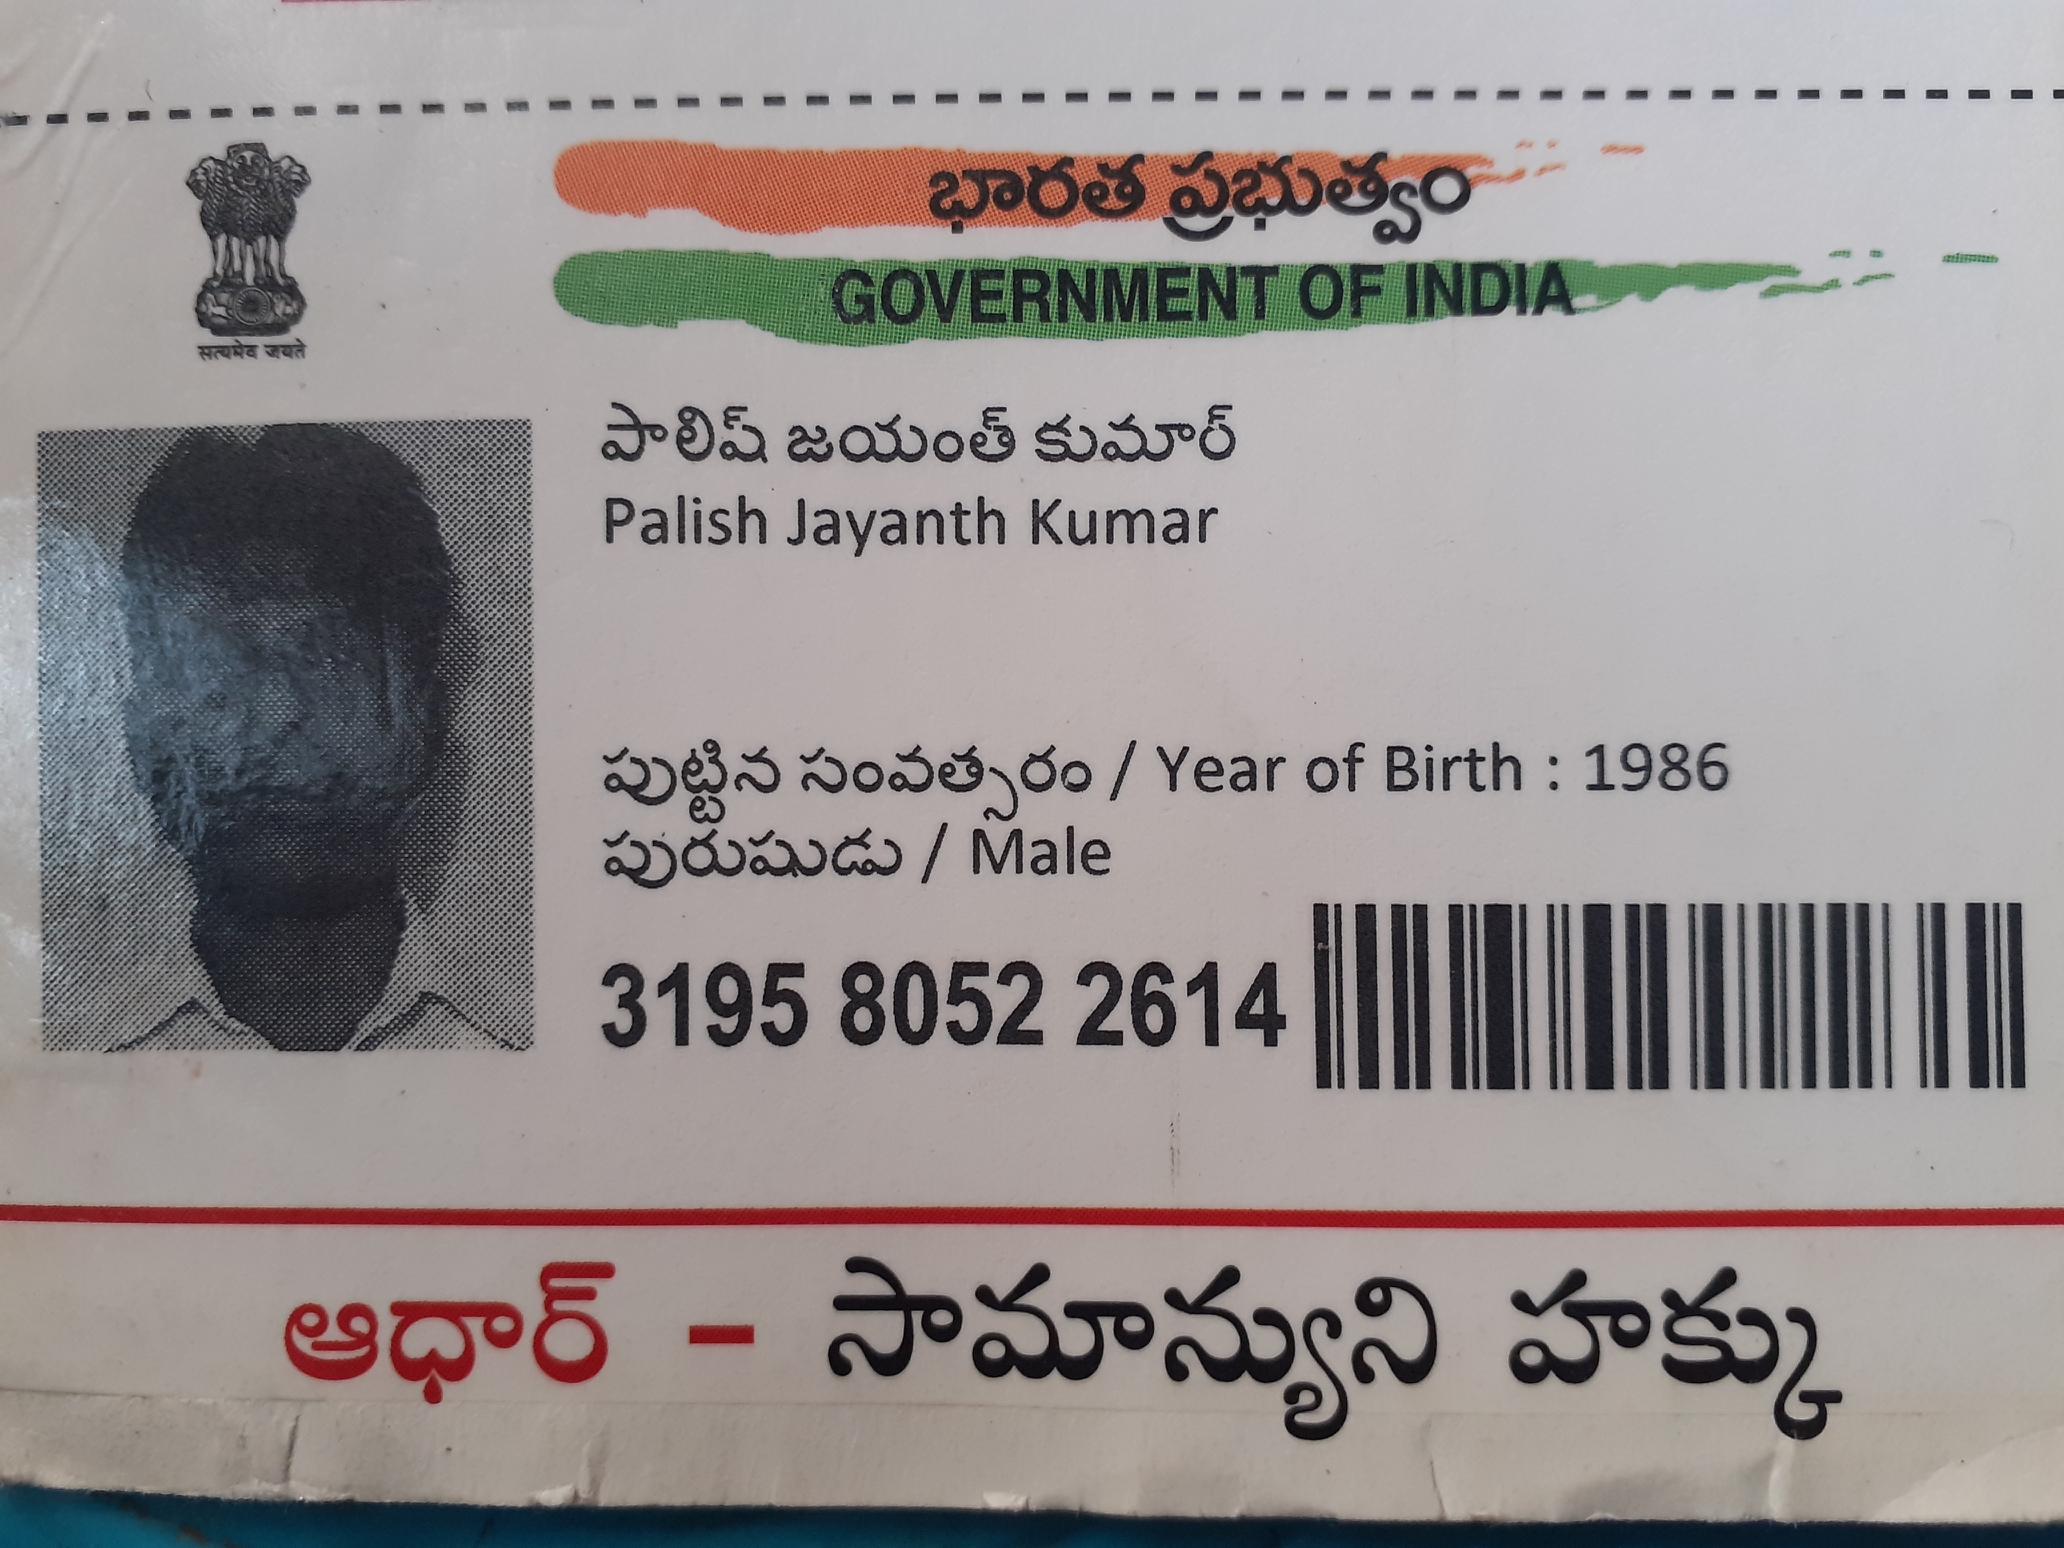 భారత ప్రభుత్వం
GOVERNMENT OF INDIA
सत्यमेव जयते
పాలిష్ జయంత్ కుమార్
Palish Jayanth Kumar
పుట్టిన సంవత్సరం / Year of Birth : 1986
పురుషుడు / Male
3195 8052 2614
ఆధార్ - సామాన్యుని హక్కు